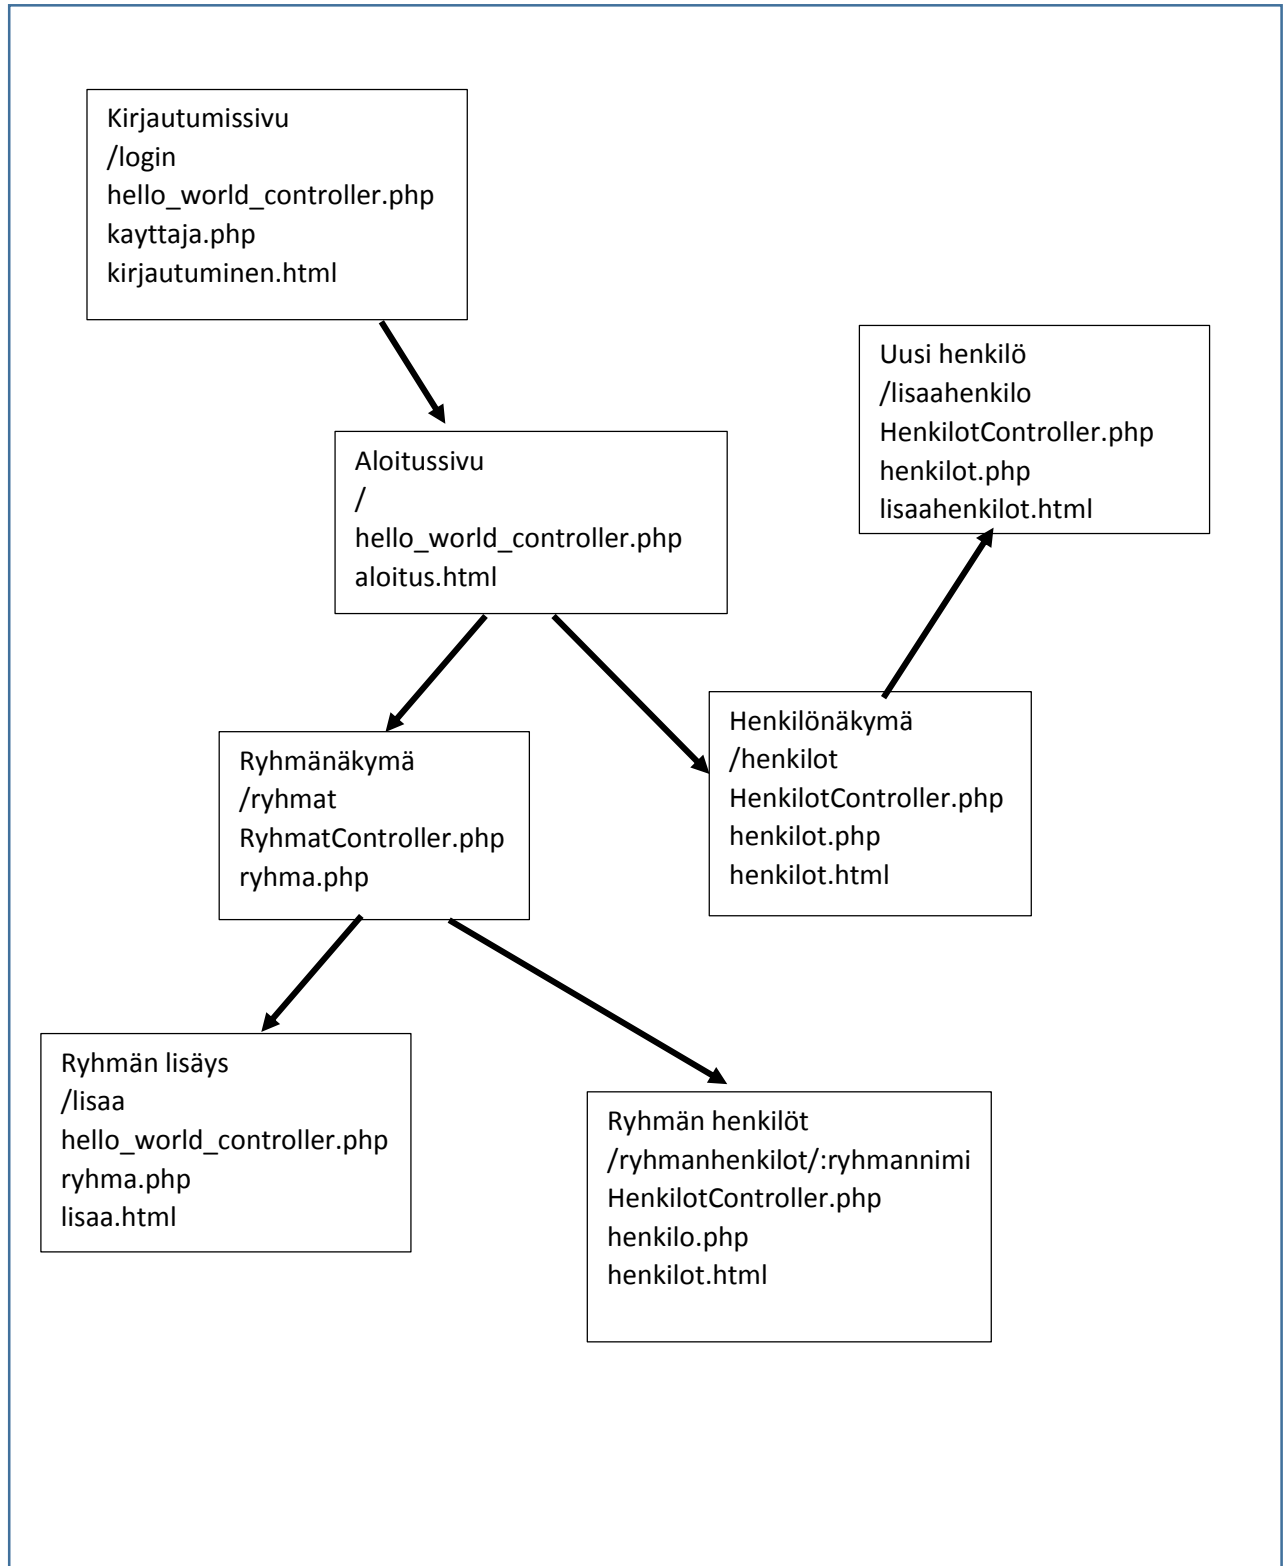 Kirjautumissivu
/login
hello_world_controller.php
kayttaja.php
kirjautuminen.html
Uusi henkilö
/lisaahenkilo
HenkilotController.php
henkilot.php
lisaahenkilot.html
Aloitussivu
/
hello_world_controller.php
aloitus.html
Henkilönäkymä
/henkilot
HenkilotController.php
henkilot.php
henkilot.html
Ryhmänäkymä
/ryhmat
RyhmatController.php
ryhma.php
Ryhmän lisäys
/lisaa
hello_world_controller.php
ryhma.php
lisaa.html
Ryhmän henkilöt
/ryhmanhenkilot/:ryhmannimi
HenkilotController.php
henkilo.php
henkilot.html